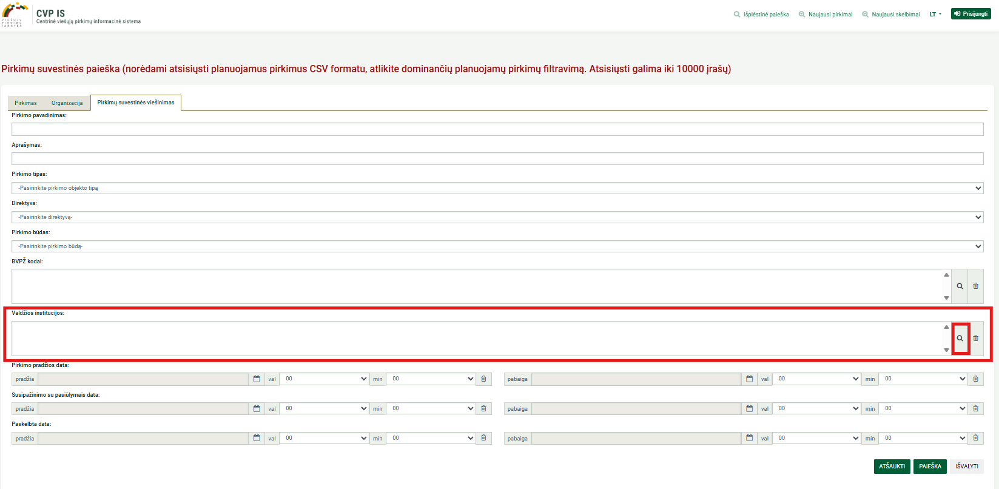 VIEŠŲJŲ
PIRKIMŲ
TARNYBA
CVP IS
Centrinė viešųjų pirkimų informacinė sistema
Išplėstinė paieška
Naujausi pirkimai
Naujausi skelbimai
LT
Prisijungti
Pirkimų suvestinės paieška (norėdami atsisiųsti planuojamus pirkimus CSV formatu, atlikite dominančių planuojamų pirkimų filtravimą. Atsisiųsti galima iki 10000 įrašų)
Pirkimas
Organizacija
Pirkimų suvestinės viešinimas
Pirkimo pavadinimas:
Aprašymas:
Pirkimo tipas:
-Pasirinkite pirkimo objekto tipą
Direktyva:
-Pasirinkite direktyvą-
Pirkimo būdas:
-Pasirinkite pirkimo būdą-
BVPŽ kodai:
Valdžios institucijos:
Pirkimo pradžios data:
pradžia val 00 min 00 pabaiga val 00 min 00
Susipažinimo su pasiūlymais data:
pradžia val 00 min 00 pabaiga val 00 min 00
Paskelbta data:
pradžia val 00 min 00 pabaiga val 00 min 00
ATŠAUKTI PAIEŠKA IŠVALYTI